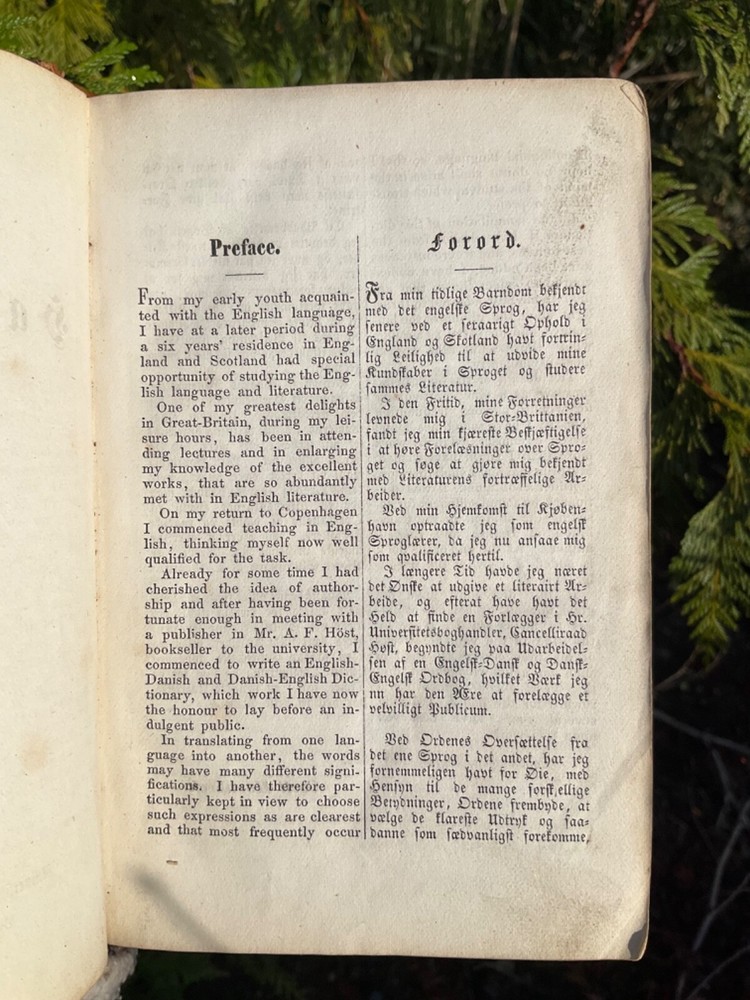 Preface.
From my early youth acquain-
ted with the English language,
I have at a later period during
a six years' residence in Eng-
land and Scotland had special
opportunity of studying the Eng-
lish language and literature.
One of my greatest delights
in Great-Britain, during my lei-
sure hours, has been in atten-
ding lectures and in enlarging
my knowledge of the excellent
works, that are so abundantly
met with in English literature.
On my return to Copenhagen
I commenced teaching in Eng-
lish, thinking myself now well
qualified for the task.
Already for some time I had
cherished the idea of author-
ship and after having been for-
tunate enough in meeting with
a publisher in Mr. A. F. Höst,
bookseller to the university, I
commenced to write an English-
Danish and Danish-English Dic-
tionary, which work I have now
the honour to lay before an in-
dulgent public.
In translating from one lan-
guage into another, the words
may have many different signi-
fications. I have therefore par-
ticularly kept in view to choose
such expressions as are clearest
and that most frequently occur
Forord.
Fra min tidlige Barndom bekjendt
med det engelske Sprog, har jeg
senere ved et seraarigt Ophold i
England og Skotland havt fortrin-
lig Leilighed til at udvide mine
Kundskaber i Sproget og studere
sammes Literatur.
I den Fritid, mine Forretninger
levnede mig i Stor-Brittanien,
fandt jeg min kjæreste Beskjæftigelse
i at høre Forelæsninger over Spro-
get og søge at gjøre mig bekjendt
med Literaturens fortræffelige Ar-
beider.
Ved min Hjemkomst til Kjøben-
havn optraadte jeg som engelsk
Sproglærer, da jeg nu ansaae mig
som qvalificeret hertil.
I længere Tid havde jeg næret
det Ønske at udgive et literairt Ar-
beide, og efterat have havt det
Held at finde en Forlægger i Hr.
Universitetsboghandler, Cancelliraad
Høst, begyndte jeg paa Udarbeidel-
sen af en Engelsk-Dansk og Dansk-
Engelsk Ordbog, hvilket Værk jeg
nn har den Ære at forelægge et
velvilligt Publicum.
Ved Ordenes Oversættelse fra
det ene Sprog i det andet, har jeg
fornemmeligen havt for Øie, med
Hensyn til de mange forsk,ellige
Betydninger, Ordene frembyde, at
vælge de klareste Udtryk og saa-
danne som sædvanligst forekomme,